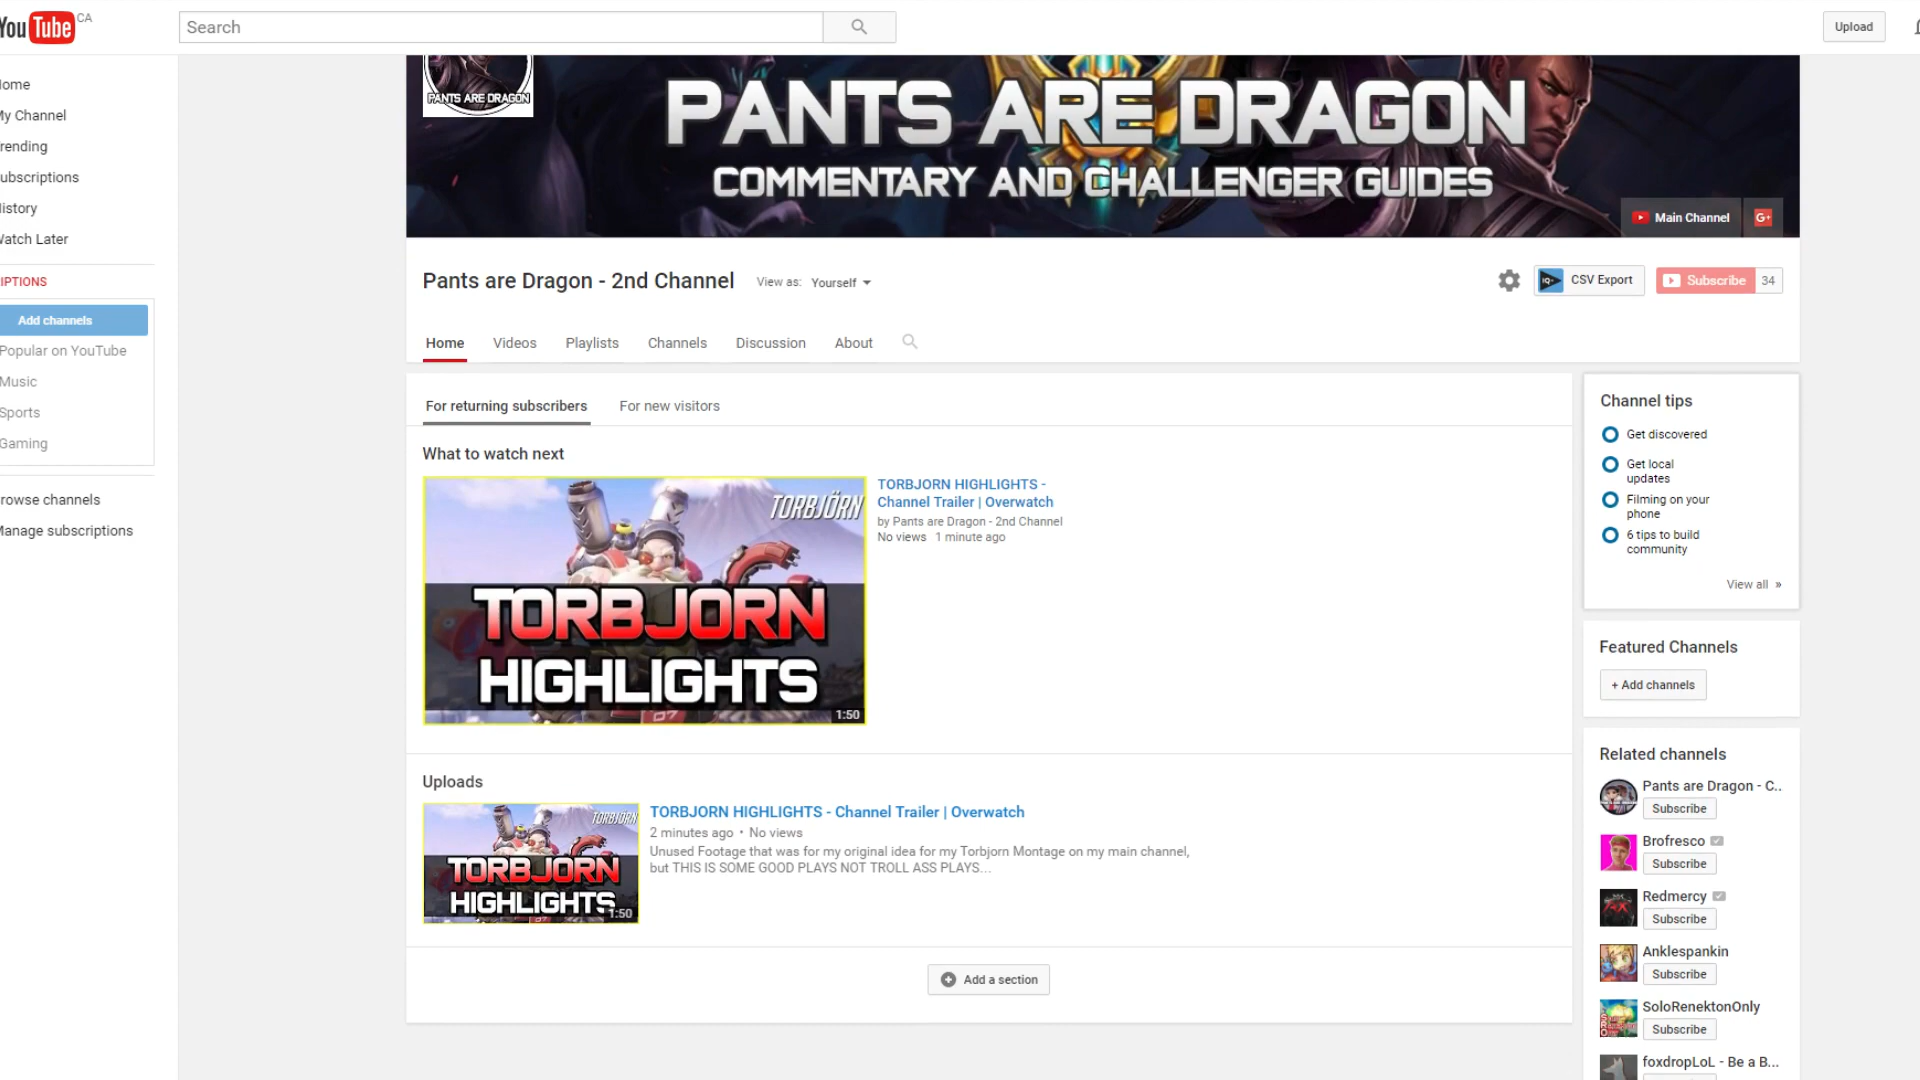 You Tube CA
Search
Upload
ome
y Channel
rending
ubscriptions
istory
atch Later
IPTIONS
Add channels
Popular on YouTube
Music
Sports
Gaming
rowse channels
anage subscriptions
PANTS ARE DRAGON
PANTS ARE DRAGON
COMMENTARY AND CHALLENGER GUIDES
Main Channel
G+
Pants are Dragon - 2nd Channel
View as: Yourself
CSV Export
Subscribe 34
Home Videos Playlists Channels Discussion About
For returning subscribers For new visitors
What to watch next
TORBJÖRN
TORBJORN
HIGHLIGHTS
1:50
TORBJORN HIGHLIGHTS -
Channel Trailer | Overwatch
by Pants are Dragon - 2nd Channel
No views 1 minute ago
Uploads
TORBJÖRN
TORBJORN
HIGHLIGHTS
1:50
TORBJORN HIGHLIGHTS - Channel Trailer | Overwatch
2 minutes ago • No views
Unused Footage that was for my original idea for my Torbjorn Montage on my main channel,
but THIS IS SOME GOOD PLAYS NOT TROLL ASS PLAYS...
Add a section
Channel tips
Get discovered
Get local
updates
Filming on your
phone
6 tips to build
community
View all »
Featured Channels
+ Add channels
Related channels
Pants are Dragon - C..
Subscribe
Brofresco
Subscribe
Redmercy
Subscribe
Anklespankin
Subscribe
SoloRenektonOnly
Subscribe
foxdropLoL - Be a B...